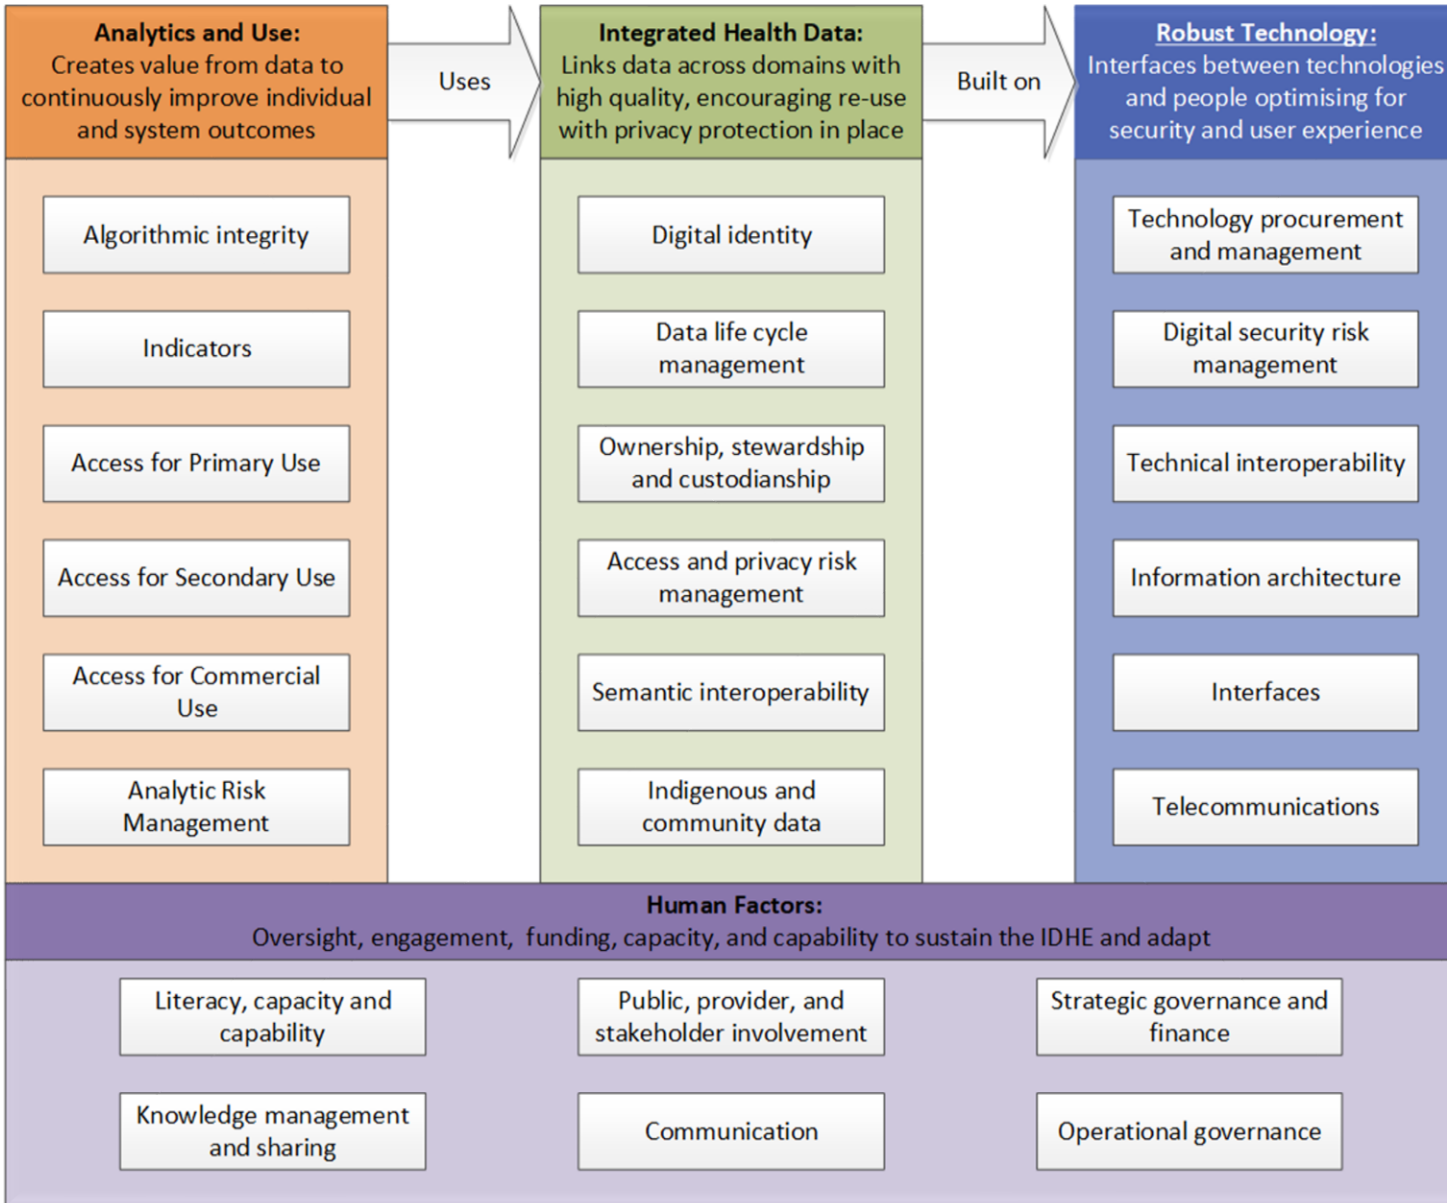 Analytics and Use:
Creates value from data to
continuously improve individual
and system outcomes
Uses
Integrated Health Data:
Links data across domains with
high quality, encouraging re-use
with privacy protection in place
Built on
Robust Technology:
Interfaces between technologies
and people optimising for
security and user experience
Algorithmic integrity
Indicators
Access for Primary Use
Access for Secondary Use
Access for Commercial
Use
Analytic Risk
Management
Digital identity
Data life cycle
management
Ownership, stewardship
and custodianship
Access and privacy risk
management
Semantic interoperability
Indigenous and
community data
Technology procurement
and management
Digital security risk
management
Technical interoperability
Information architecture
Interfaces
Telecommunications
Human Factors:
Oversight, engagement, funding, capacity, and capability to sustain the IDHE and adapt
Literacy, capacity and
capability
Public, provider, and
stakeholder involvement
Strategic governance and
finance
Knowledge management
and sharing
Communication
Operational governance